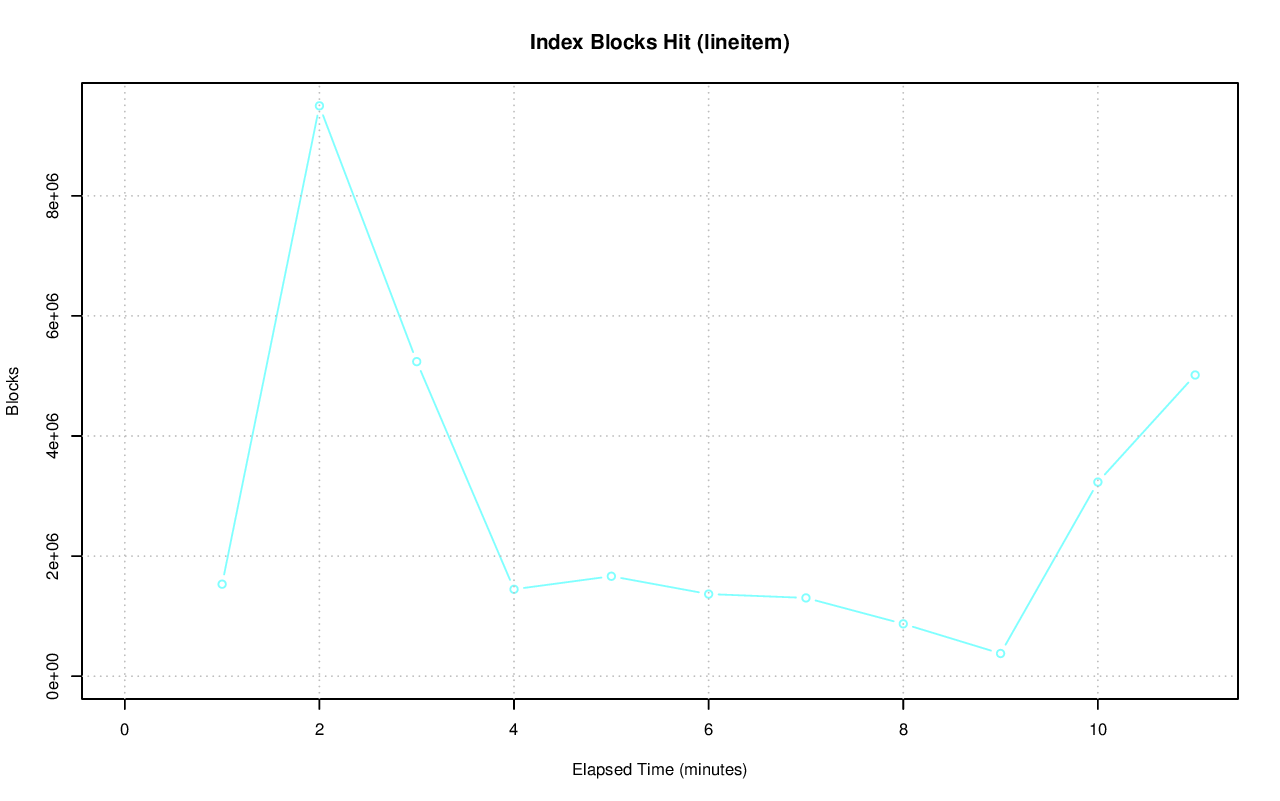 Index Blocks Hit (lineitem)
Blocks
8e+06
6e+06
4e+06
2e+06
0e+00
0 2 4 6 8 10
Elapsed Time (minutes)